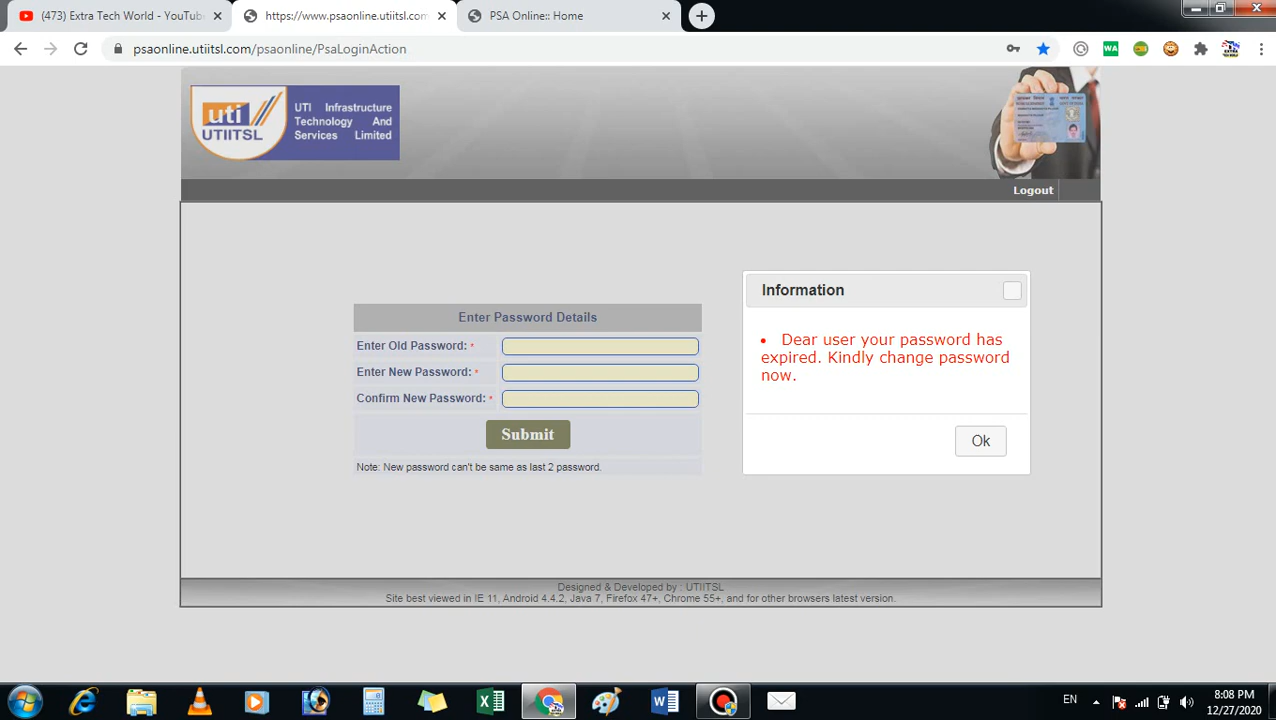 (473) Extra Tech World - YouTub
https://www.psaonline.utiitsl.com
PSA Online:: Home
psaonline.utiitsl.com/psaonline/PsaLoginAction
WA
uti
UTIITSL
UTI Infrastructure
Technology And
Services Limited
Logout
Information
Enter Password Details
Dear user your password has
expired. Kindly change password
now.
Enter Old Password: *
Enter New Password: *
Confirm New Password: *
Submit
Ok
Note: New password can't be same as last 2 password.
Designed & Developed by : UTIITSL
Site best viewed in IE 11, Android 4.4.2, Java 7, Firefox 47+, Chrome 55+, and for other browsers latest version.
EN
8:08 PM
12/27/2020